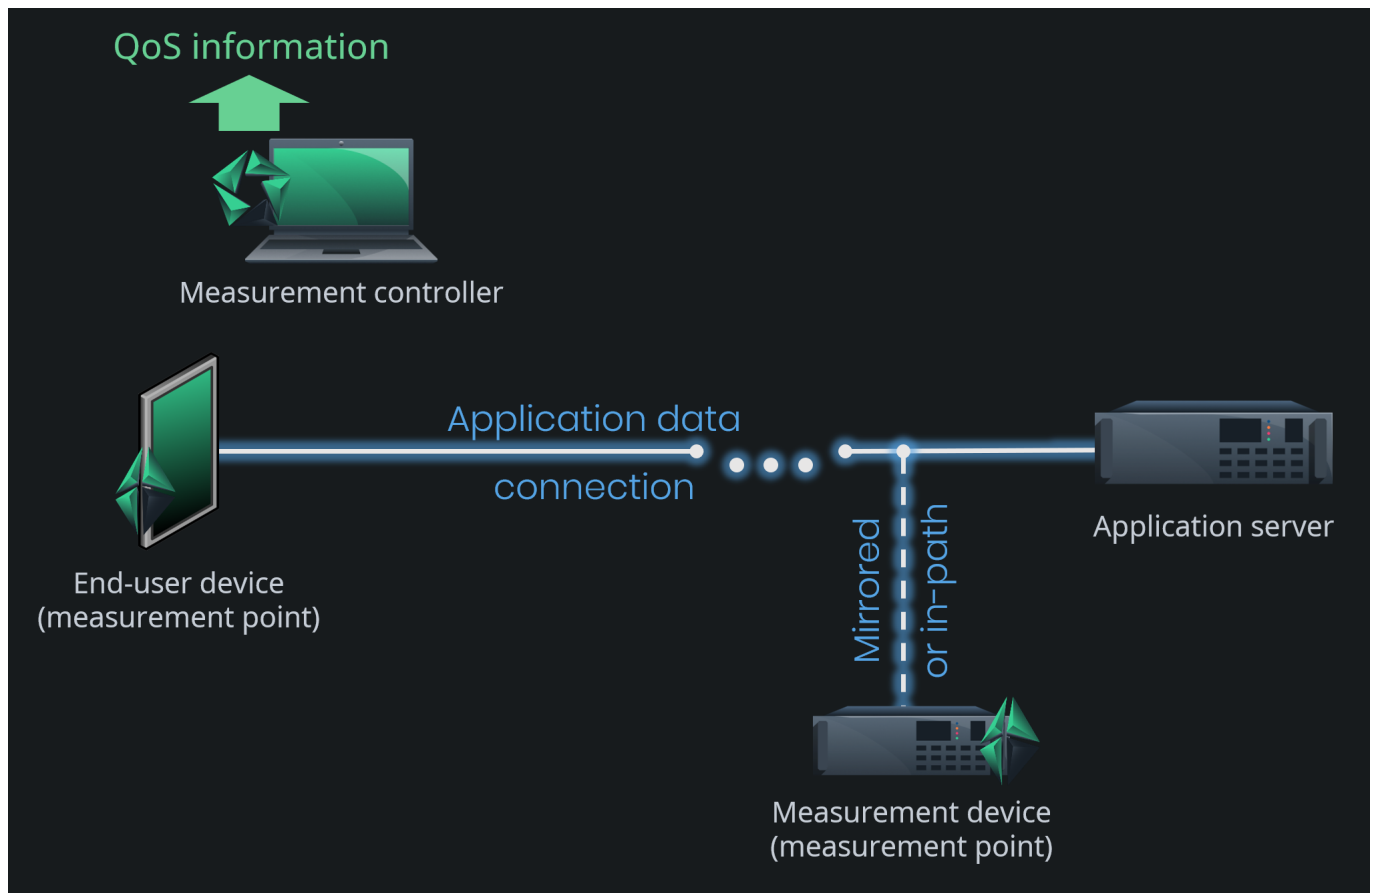 QoS information
Measurement controller
Application data
connection
Mirrored
or in-path
Application server
End-user device
(measurement point)
Measurement device
(measurement point)